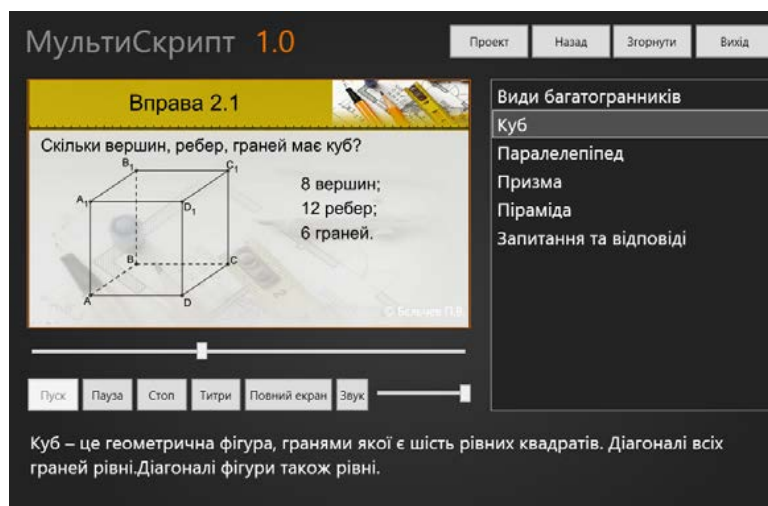 МультиСкрипт 1.0
Проект
Назад
Згорнути
Вихід
Вправа 2.1
Скільки вершин, ребер, граней має куб?
B1
C1
A1
D1
B
C
A
D
8 вершин;
12 ребер;
6 граней.
© Бєльчев П.В.
Види багатогранників
Куб
Паралелепіпед
Призма
Піраміда
Запитання та відповіді
Пуск
Пауза
Стоп
Титри
Повний екран
Звук
Куб – це геометрична фігура, гранями якої є шість рівних квадратів. Діагоналі всіх
граней рівні.Діагоналі фігури також рівні.